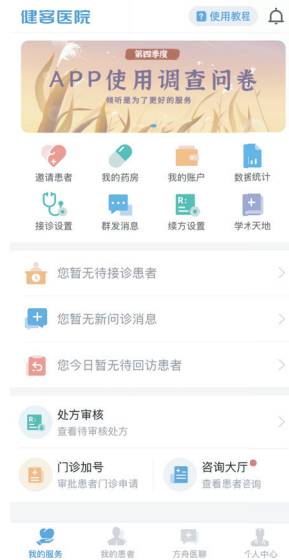 健客医院
? 使用教程
第四季度
APP使用调查问卷
倾听是为了更好的服务
邀请患者 我的药房 我的账户 数据统计
接诊设置 群发消息 续方设置 学术天地
您暂无待接诊患者
您暂无新问诊消息
您今日暂无待回访患者
处方审核
查看待审核处方
门诊加号 咨询大厅
审批患者门诊申请 查看患者咨询
我的服务 我的患者 方舟医聊 个人中心